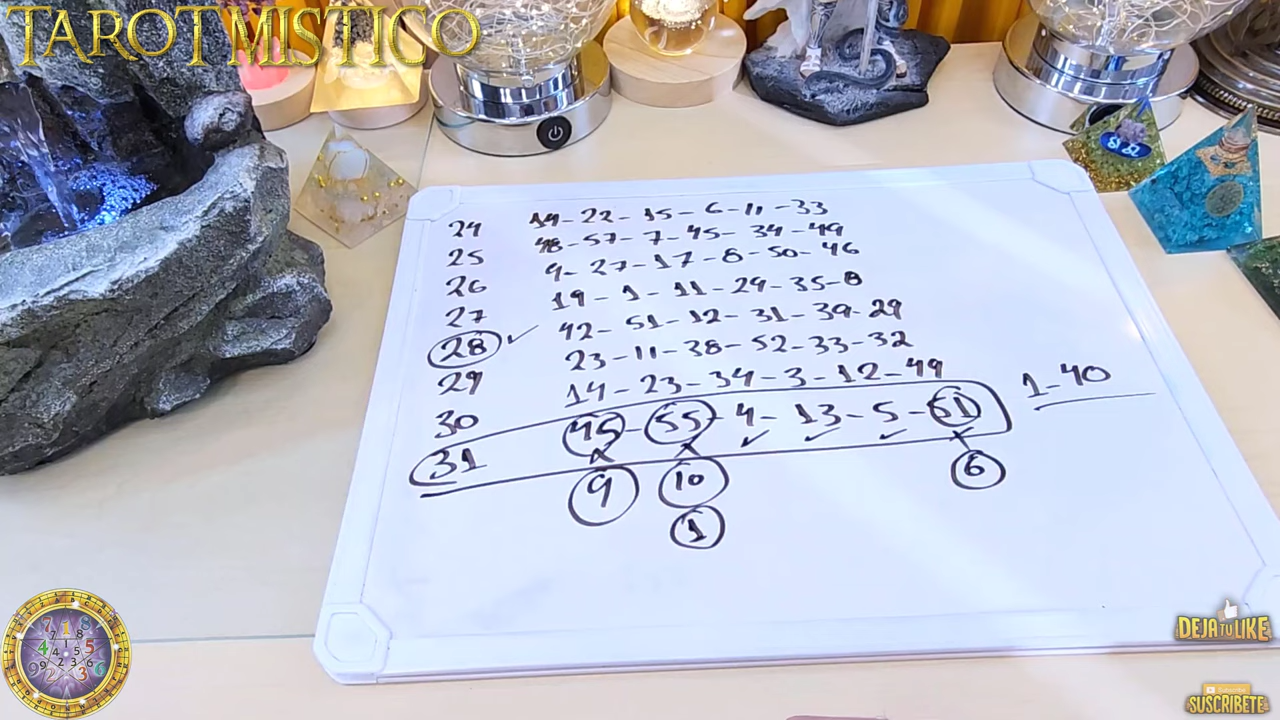 TAROT MISTICO
24 14-22-15-6-11-33
25 48-57-7-45-34-49
26 9-27-17-8-50-46
27 19-1-11-29-35-8
28 ✓ 42-51-12-31-39-29
29 23-11-38-52-33-32
30 14-23-34-3-12-49
31 45-55-4-13-5-51
1-40
9 10 6
1
DEJA TU LIKE
Subscribe
SUSCRIBETE